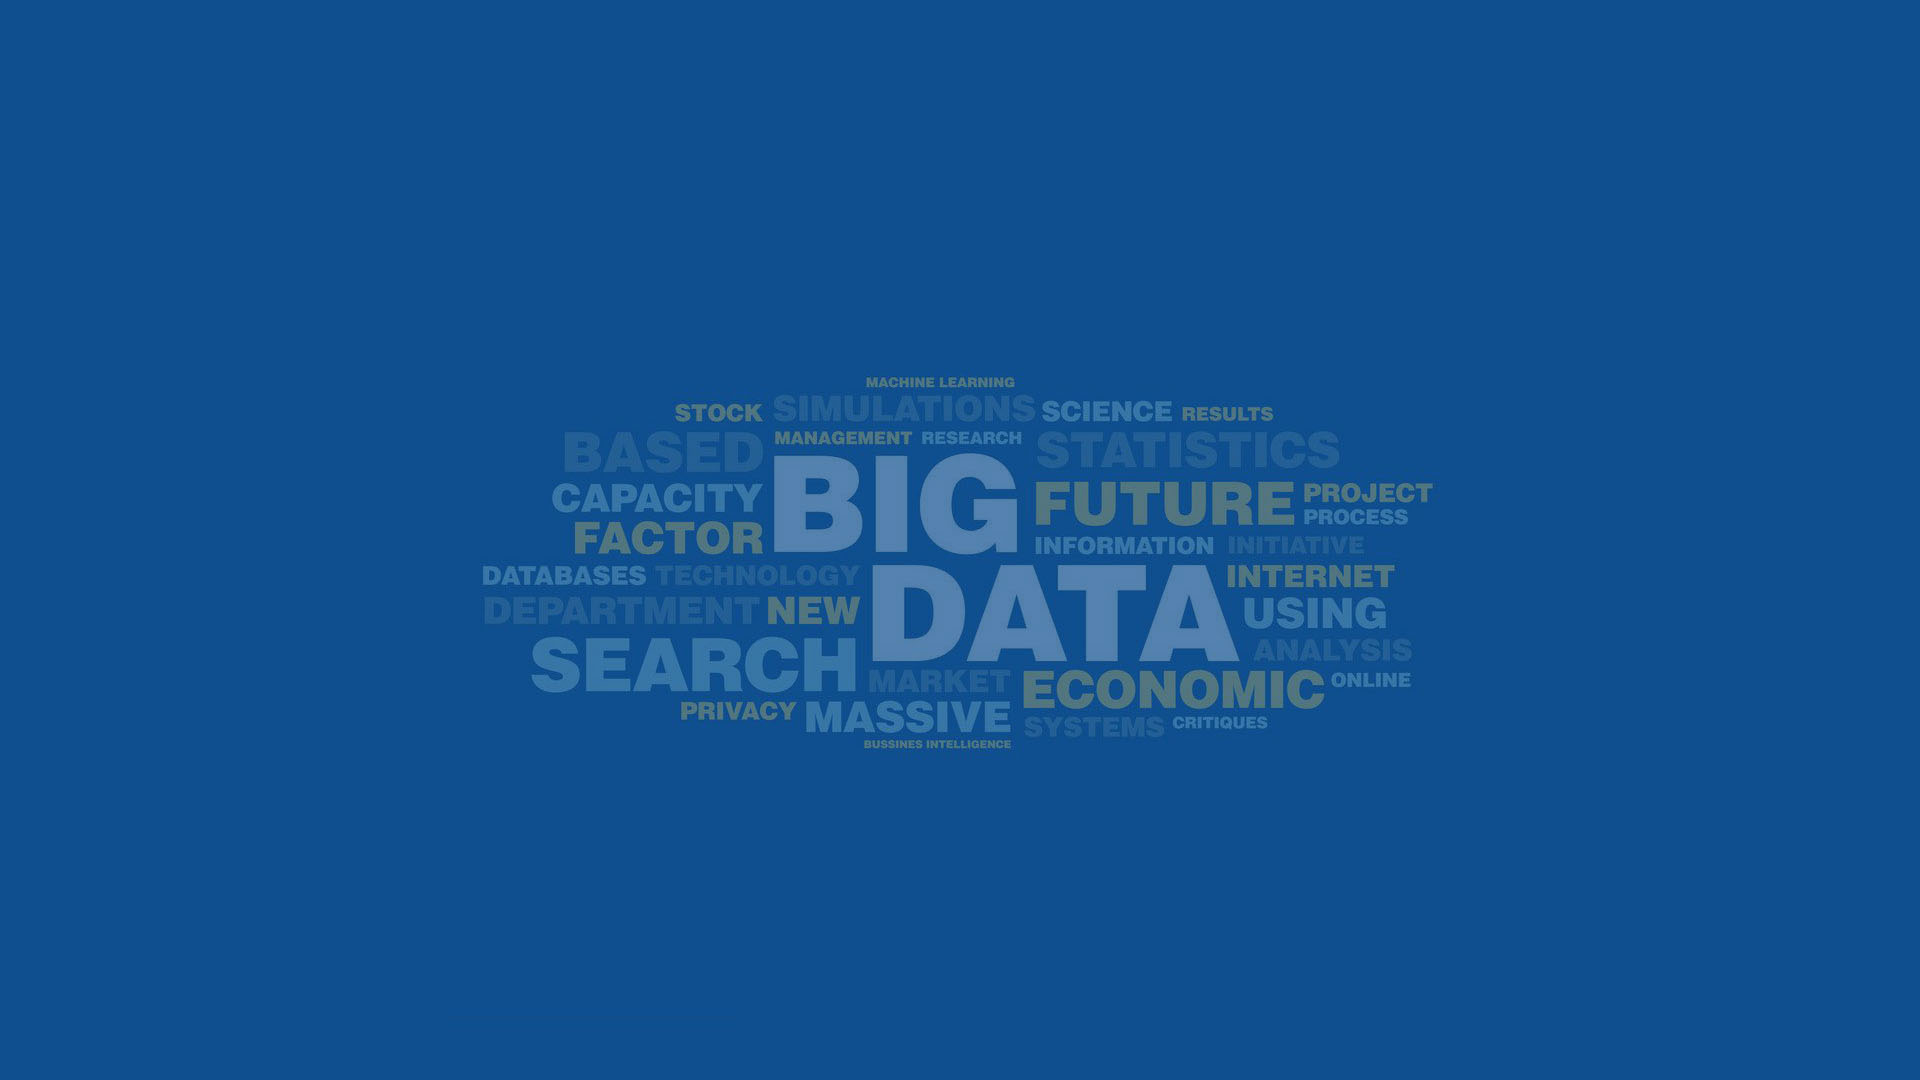 MACHINE LEARNING
STOCK SIMULATIONS SCIENCE RESULTS
BASED MANAGEMENT RESEARCH STATISTICS
CAPACITY BIG FUTURE PROJECT
PROCESS
FACTOR INFORMATION INITIATIVE
DATABASES TECHNOLOGY DATA INTERNET
DEPARTMENT NEW USING
SEARCH ANALYSIS
MARKET ECONOMIC ONLINE
PRIVACY MASSIVE SYSTEMS CRITIQUES
BUSSINES INTELLIGENCE